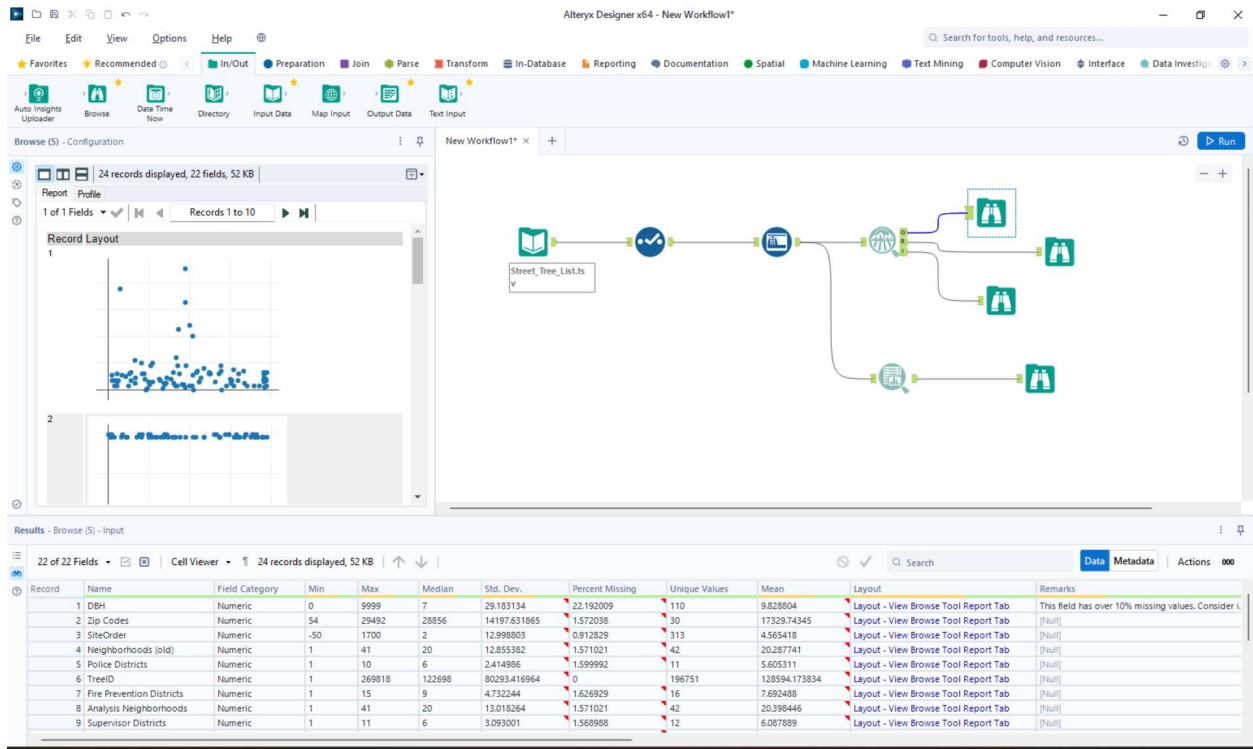 Alteryx Designer x64 - New Workflow1*
File Edit View Options Help
Search for tools, help, and resources...
Favorites Recommended In/Out Preparation Join Parse Transform In-Database Reporting Documentation Spatial Machine Learning Text Mining Computer Vision Interface Data Investig
Auto Insights Uploader Browse Date Time Now Directory Input Data Map Input Output Data Text Input
Browse (5) - Configuration
New Workflow1*
Run
24 records displayed, 22 fields, 52 KB
Report Profile
1 of 1 Fields Records 1 to 10
Record Layout
1
2
Street_Tree_List.ts
v
O
R
I
Results - Browse (5) - Input
22 of 22 Fields Cell Viewer 24 records displayed, 52 KB Search Data Metadata Actions 000
Record Name Field Category Min Max Median Std. Dev. Percent Missing Unique Values Mean Layout Remarks
1 DBH Numeric 0 9999 7 29.183134 22.192009 110 9.828804 Layout - View Browse Tool Report Tab This field has over 10% missing values. Consider i..
2 Zip Codes Numeric 54 29492 28856 14197.631865 1.572038 30 17329.74345 Layout - View Browse Tool Report Tab [Null]
3 SiteOrder Numeric -50 1700 2 12.998803 0.912829 313 4.565418 Layout - View Browse Tool Report Tab [Null]
4 Neighborhoods (old) Numeric 1 41 20 12.855382 1.571021 42 20.287741 Layout - View Browse Tool Report Tab [Null]
5 Police Districts Numeric 1 10 6 2.414986 1.599992 11 5.605311 Layout - View Browse Tool Report Tab [Null]
6 TreeID Numeric 1 269818 122698 80293.416964 0 196751 128594.173834 Layout - View Browse Tool Report Tab [Null]
7 Fire Prevention Districts Numeric 1 15 9 4.732244 1.626929 16 7.692488 Layout - View Browse Tool Report Tab [Null]
8 Analysis Neighborhoods Numeric 1 41 20 13.018264 1.571021 42 20.398446 Layout - View Browse Tool Report Tab [Null]
9 Supervisor Districts Numeric 1 11 6 3.093001 1.568988 12 6.087889 Layout - View Browse Tool Report Tab [Null]